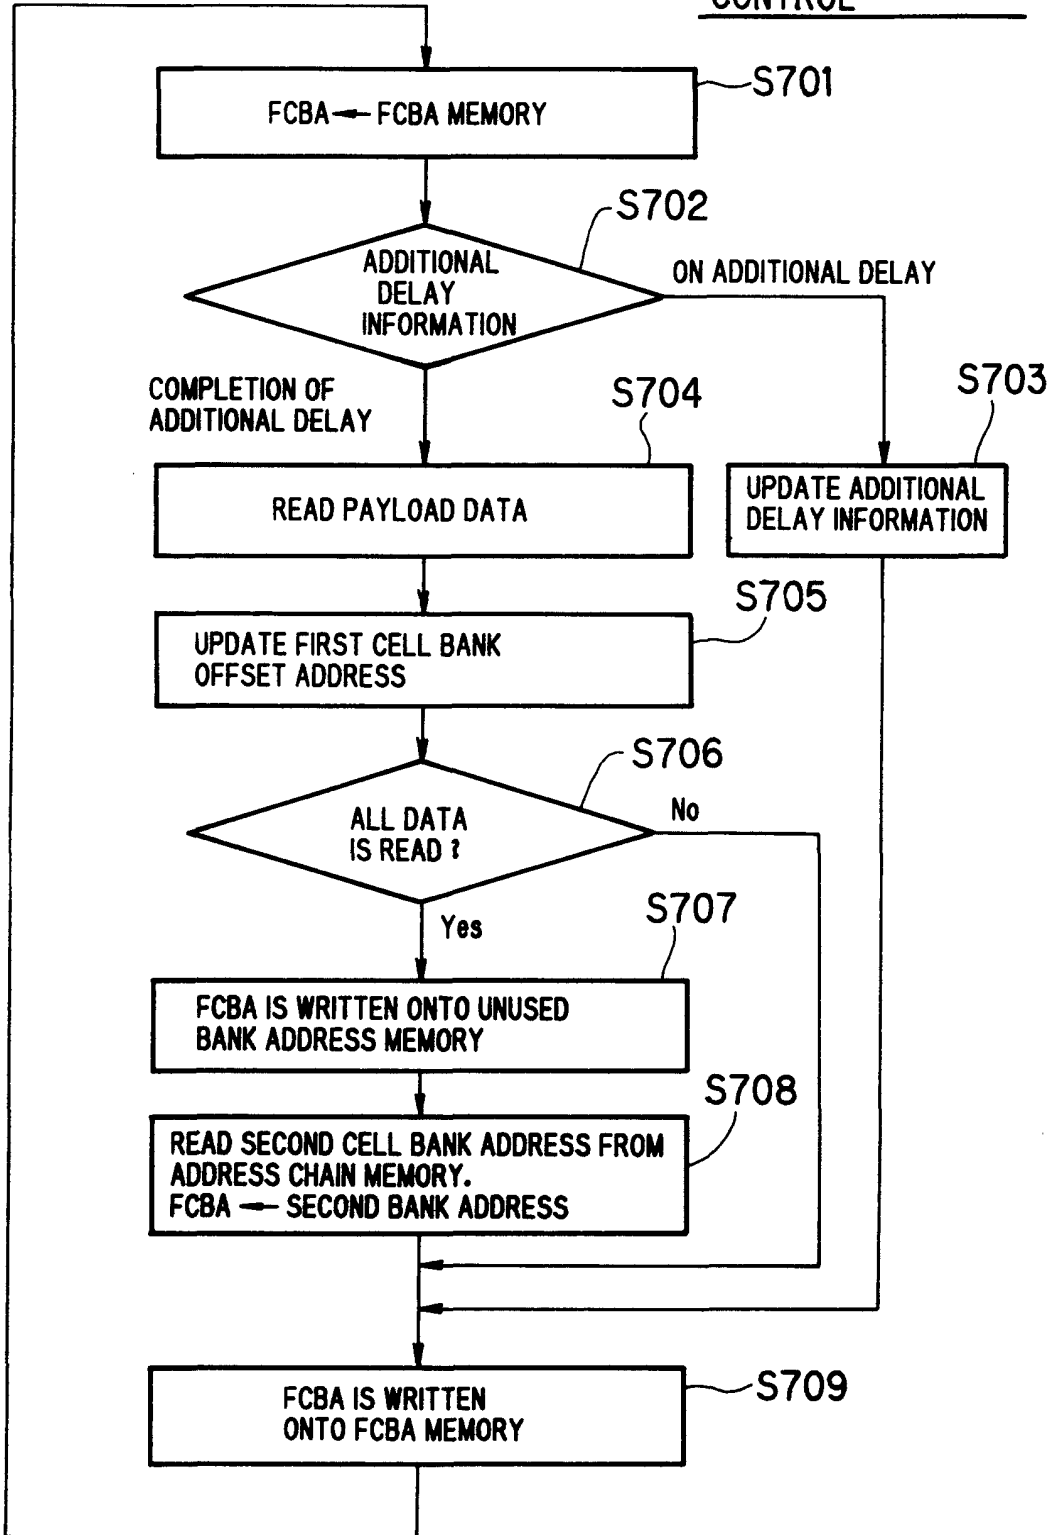 CONTROL
S701
FCBA ← FCBA MEMORY
S702
ADDITIONAL
DELAY
INFORMATION
ON ADDITIONAL DELAY
COMPLETION OF
ADDITIONAL DELAY
S704
S703
READ PAYLOAD DATA
UPDATE ADDITIONAL
DELAY INFORMATION
S705
UPDATE FIRST CELL BANK
OFFSET ADDRESS
S706
ALL DATA
IS READ ?
No
Yes
S707
FCBA IS WRITTEN ONTO UNUSED
BANK ADDRESS MEMORY
S708
READ SECOND CELL BANK ADDRESS FROM
ADDRESS CHAIN MEMORY.
FCBA ← SECOND BANK ADDRESS
S709
FCBA IS WRITTEN
ONTO FCBA MEMORY